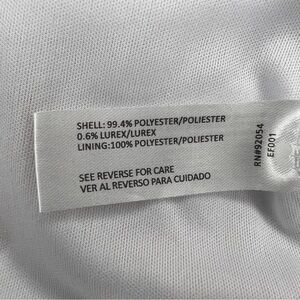 SHELL: 99.4% POLYESTER/POLIESTER
0.6% LUREX/LUREX
LINING:100% POLYESTER/POLIESTER
SEE REVERSE FOR CARE
VER AL REVERSO PARA CUIDADO
RN#92054
EF001